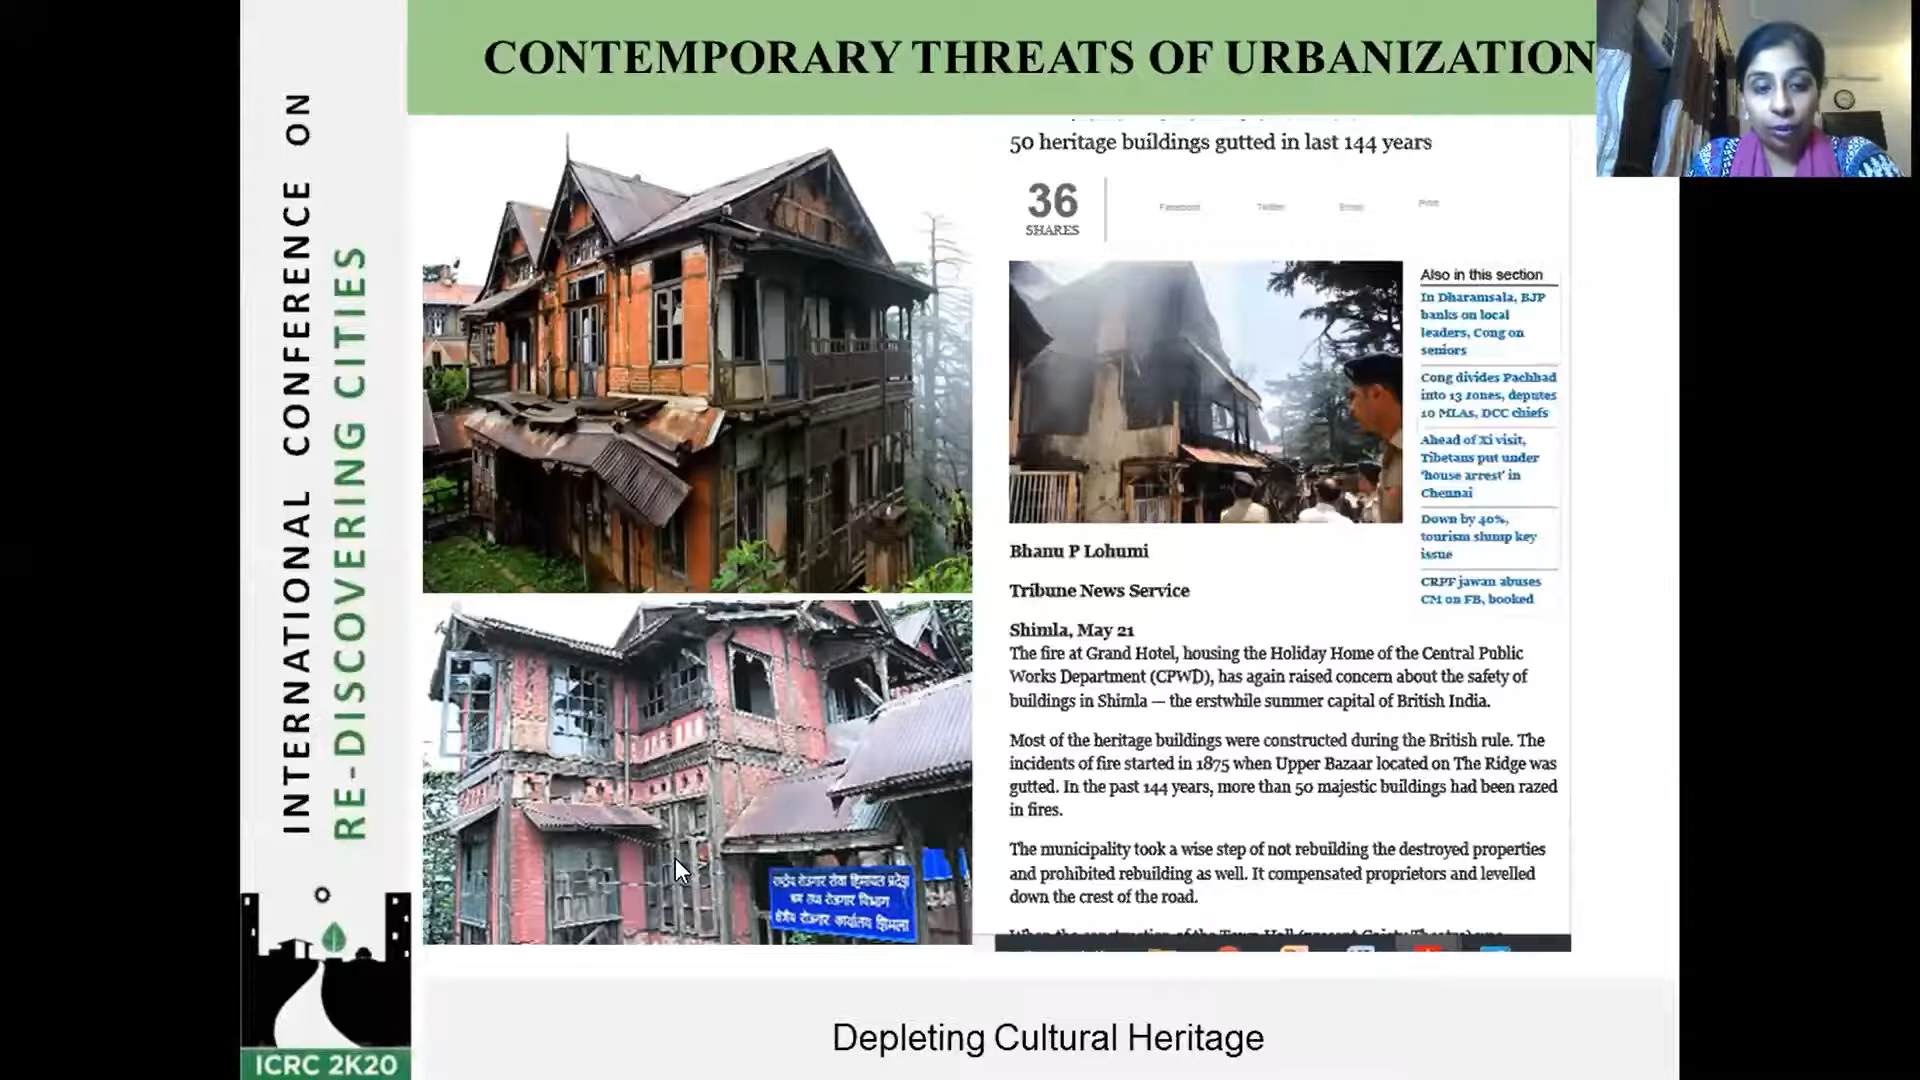 CONTEMPORARY THREATS OF URBANIZATION
INTERNATIONAL CONFERENCE ON
RE-DISCOVERING CITIES
ICRC 2K20
50 heritage buildings gutted in last 144 years
36
SHARES
Facebook
Twitter
Email
Print
Also in this section
In Dharamsala, BJP
banks on local
leaders, Cong on
seniors
Cong divides Pachhad
into 13 zones, deputes
10 MLAs, DCC chiefs
Ahead of Xi visit,
Tibetans put under
'house arrest' in
Chennai
Down by 40%,
tourism slump key
issue
CRPF jawan abuses
CM on FB, booked
Bhanu P Lohumi
Tribune News Service
Shimla, May 21
The fire at Grand Hotel, housing the Holiday Home of the Central Public
Works Department (CPWD), has again raised concern about the safety of
buildings in Shimla — the erstwhile summer capital of British India.
Most of the heritage buildings were constructed during the British rule. The
incidents of fire started in 1875 when Upper Bazaar located on The Ridge was
gutted. In the past 144 years, more than 50 majestic buildings had been razed
in fires.
The municipality took a wise step of not rebuilding the destroyed properties
and prohibited rebuilding as well. It compensated proprietors and levelled
down the crest of the road.
राष्ट्रीय रोजगार सेवा हिमाचल प्रदेश
श्रम तथा रोजगार विभाग
क्षेत्रीय रोजगार कार्यालय शिमला
Depleting Cultural Heritage